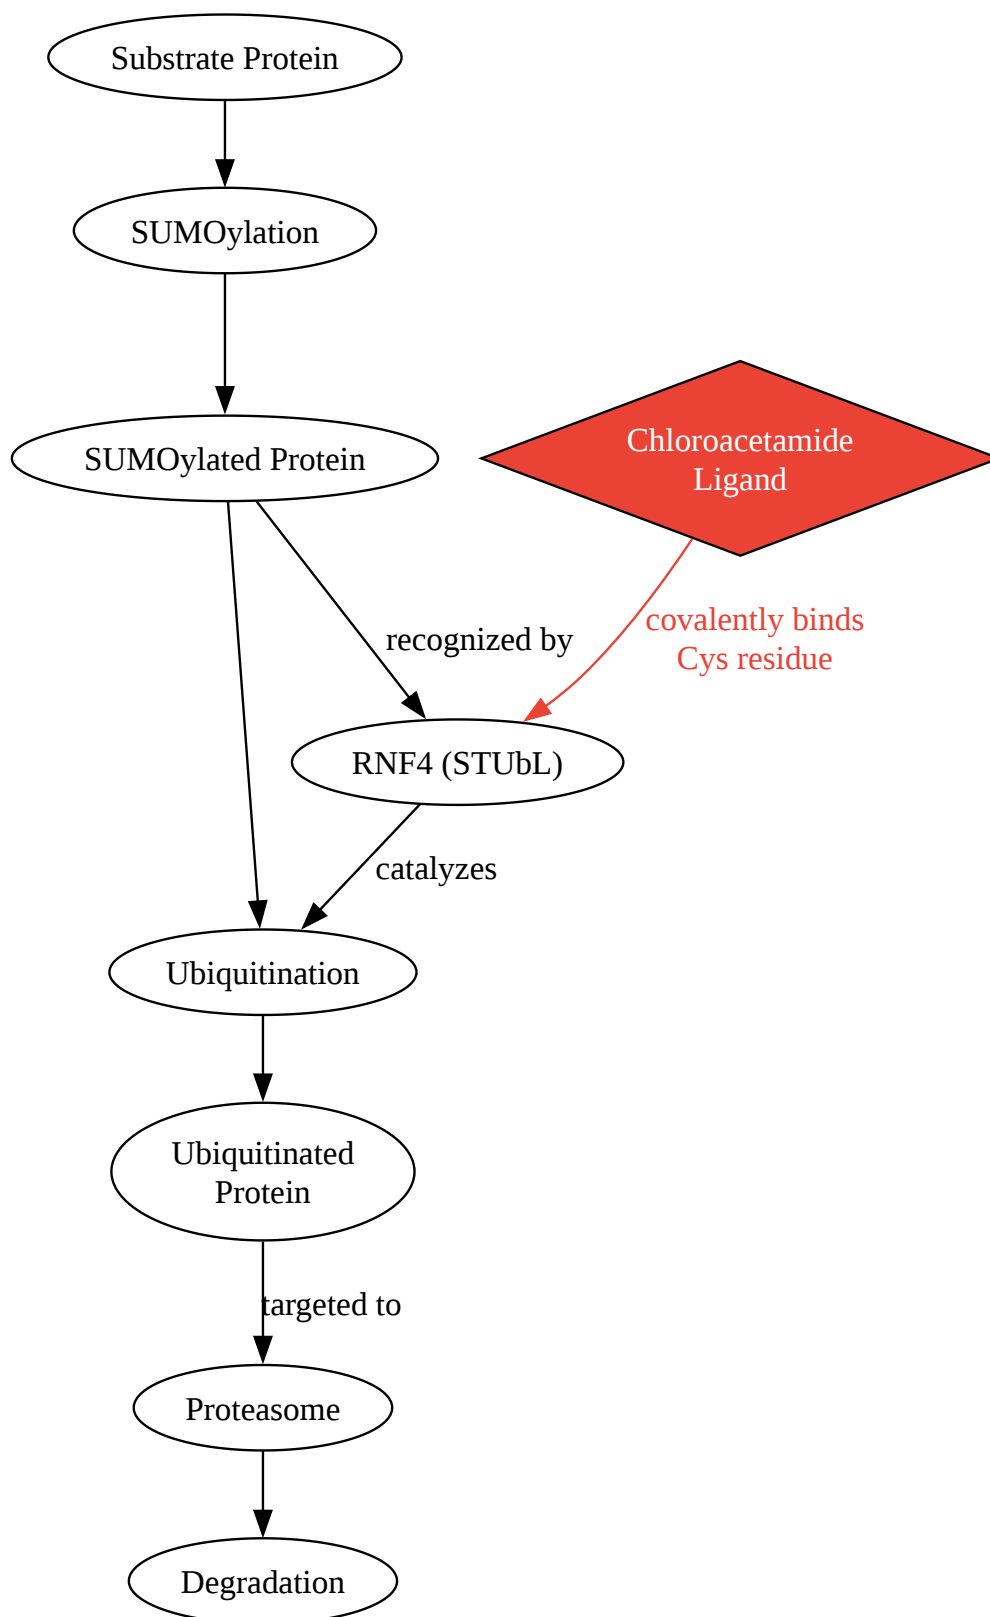 Substrate Protein
SUMOylation
SUMOylated Protein
Chloroacetamide
Ligand
recognized by
covalently binds
Cys residue
RNF4 (STUbL)
catalyzes
Ubiquitination
Ubiquitinated
Protein
targeted to
Proteasome
Degradation